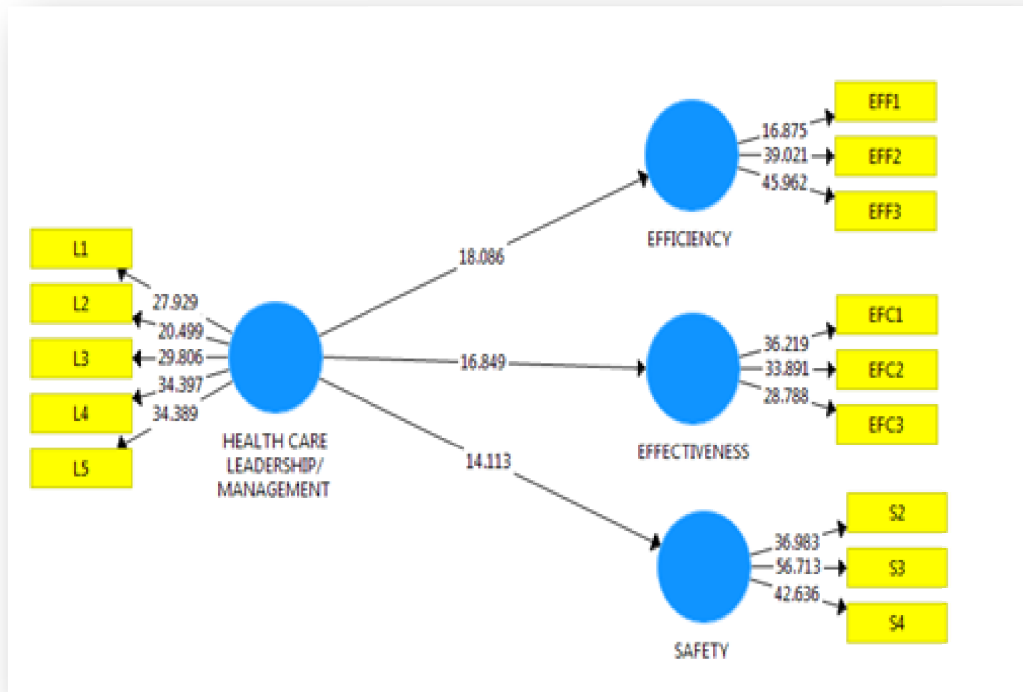 L1
L2
L3
L4
L5
27.929
20.499
29.806
34.397
34.389
HEALTH CARE
LEADERSHIP/
MANAGEMENT
18.086
16.849
14.113
EFFICIENCY
16.875
39.021
45.962
EFF1
EFF2
EFF3
EFFECTIVENESS
36.219
33.891
28.788
EFC1
EFC2
EFC3
SAFETY
36.983
56.713
42.636
S2
S3
S4